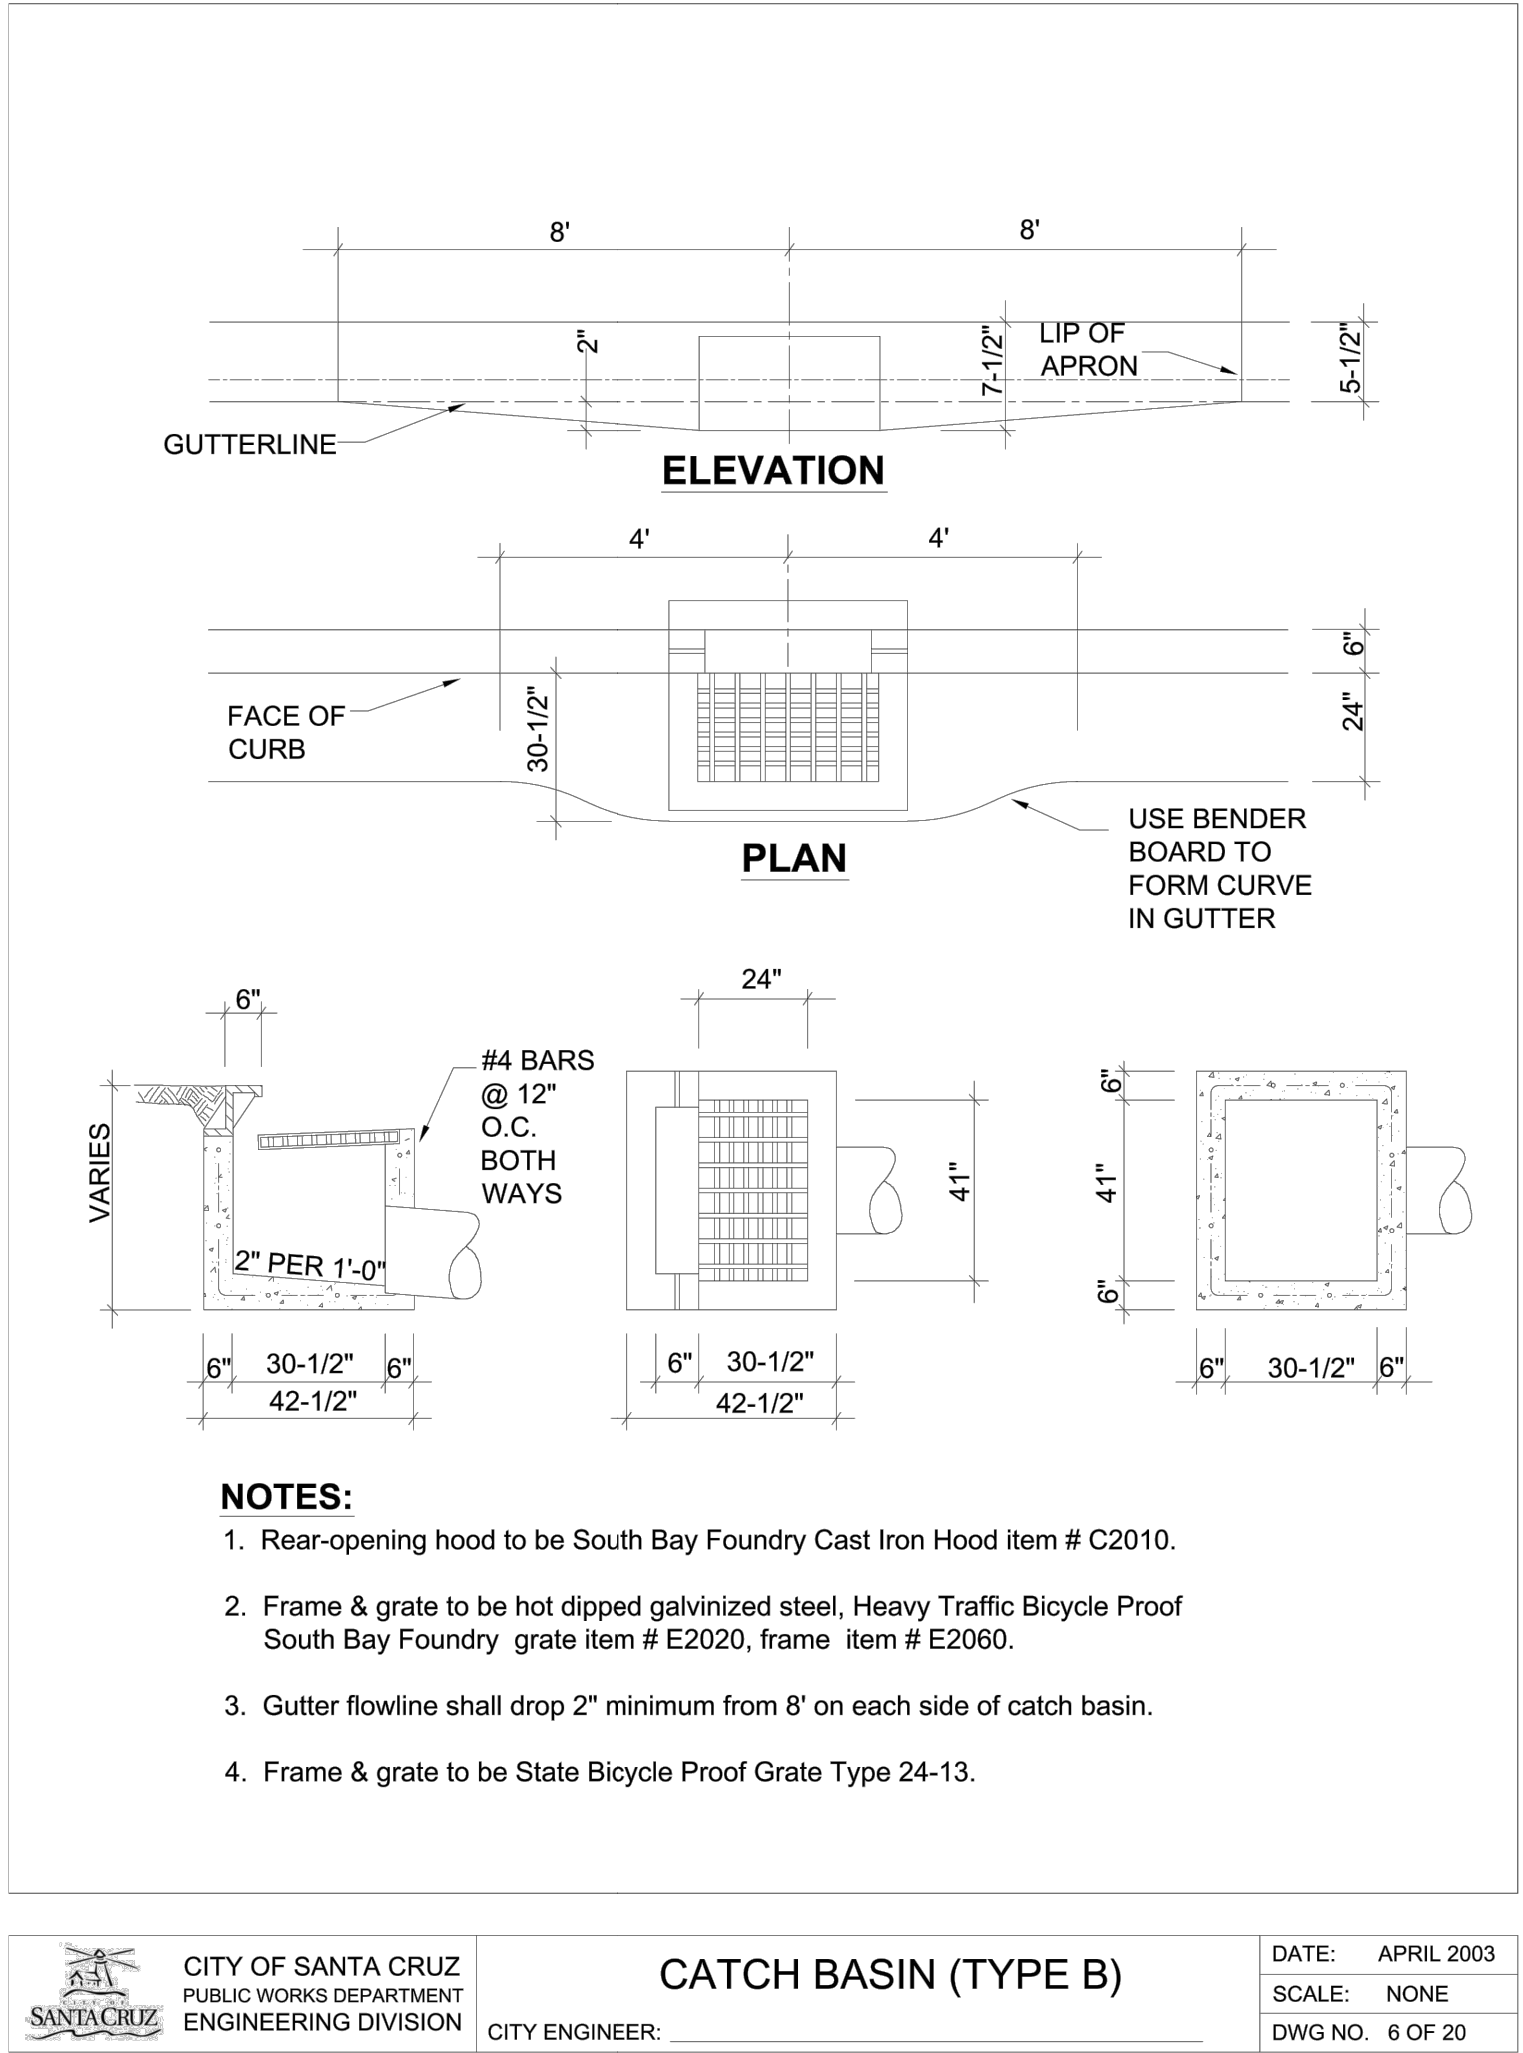 8' 8'
2"
7-1/2"
LIP OF
APRON
5-1/2"
GUTTERLINE
ELEVATION
4' 4'
6"
FACE OF
CURB
30-1/2"
24"
USE BENDER
BOARD TO
FORM CURVE
IN GUTTER
PLAN
6"
VARIES
#4 BARS
@ 12"
O.C.
BOTH
WAYS
2" PER 1'-0"
6" 30-1/2" 6"
42-1/2"
24"
41"
6" 30-1/2"
42-1/2"
6"
41"
6"
6" 30-1/2" 6"
NOTES:
1. Rear-opening hood to be South Bay Foundry Cast Iron Hood item # C2010.
2. Frame & grate to be hot dipped galvinized steel, Heavy Traffic Bicycle Proof
South Bay Foundry grate item # E2020, frame item # E2060.
3. Gutter flowline shall drop 2" minimum from 8' on each side of catch basin.
4. Frame & grate to be State Bicycle Proof Grate Type 24-13.
CITY OF
SANTA CRUZ
CITY OF SANTA CRUZ
PUBLIC WORKS DEPARTMENT
ENGINEERING DIVISION
CATCH BASIN (TYPE B)
CITY ENGINEER:
DATE: APRIL 2003
SCALE: NONE
DWG NO. 6 OF 20